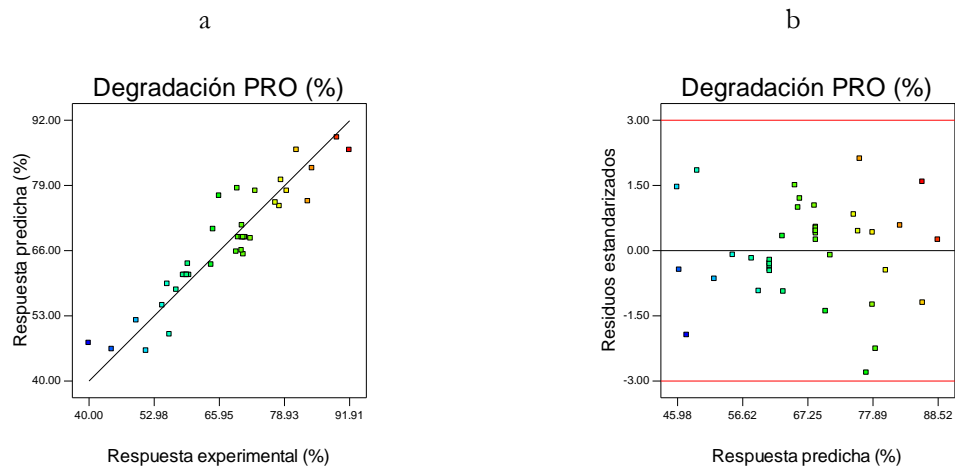 a
Degradación PRO (%)
Respuesta predicha (%)
92.00
79.00
66.00
53.00
40.00
40.00 52.98 65.95 78.93 91.91
Respuesta experimental (%)
b
Degradación PRO (%)
Residuos estandarizados
3.00
1.50
0.00
-1.50
-3.00
45.98 56.62 67.25 77.89 88.52
Respuesta predicha (%)